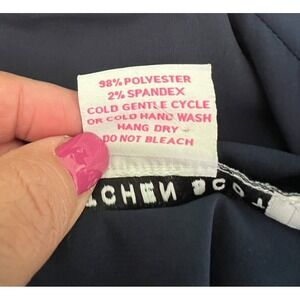 98% POLYESTER
2% SPANDEX
COLD GENTLE CYCLE
OR COLD HAND WASH
HANG DRY
DO NOT BLEACH